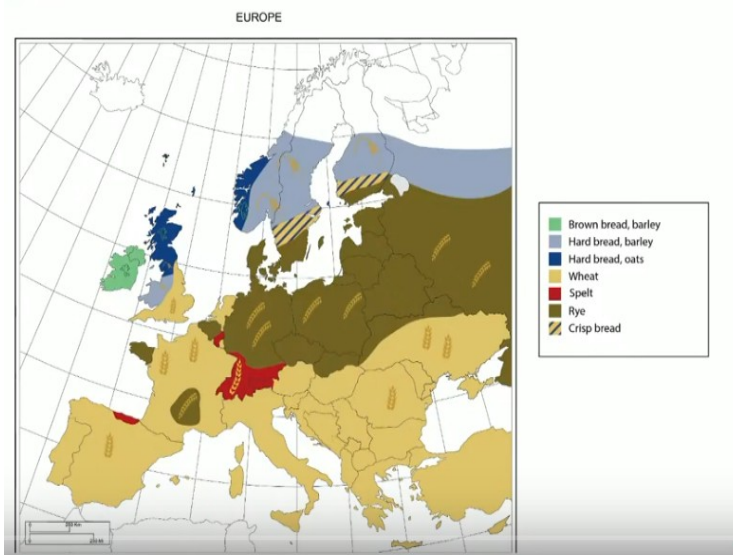 EUROPE
Brown bread, barley
Hard bread, barley
Hard bread, oats
Wheat
Spelt
Rye
Crisp bread